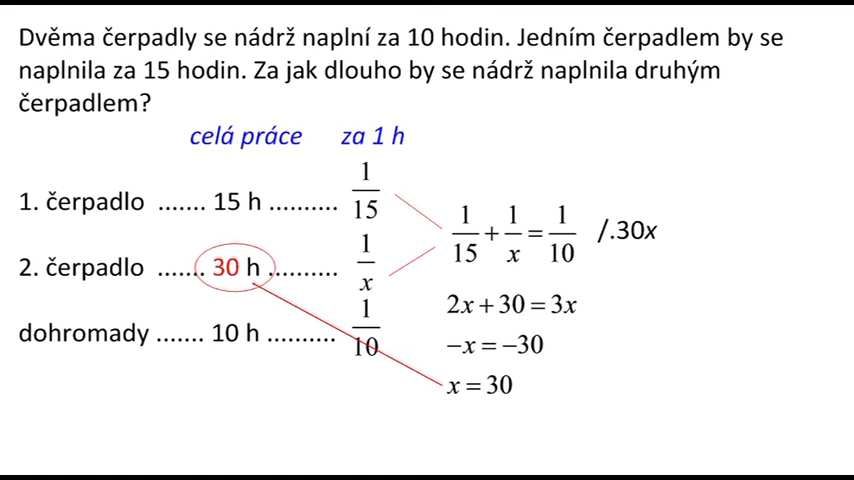 Dvěma čerpadly se nádrž naplní za 10 hodin. Jedním čerpadlem by se
naplnila za 15 hodin. Za jak dlouho by se nádrž naplnila druhým
čerpadlem?
celá práce za 1 h
1. čerpadlo ....... 15 h .......... 1/15
2. čerpadlo ....... 30 h .......... 1/x
dohromady ....... 10 h .......... 1/10
1/15 + 1/x = 1/10 /.30x
2x + 30 = 3x
−x = −30
x = 30